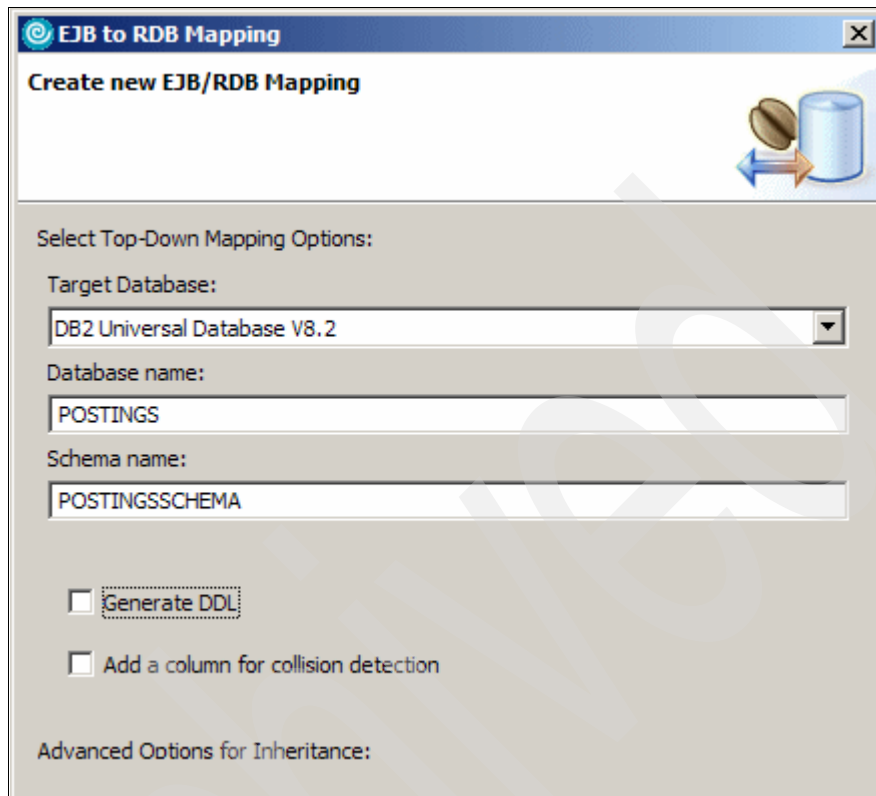 EJB to RDB Mapping
Create new EJB/RDB Mapping
Select Top-Down Mapping Options:
Target Database:
DB2 Universal Database V8.2
Database name:
POSTINGS
Schema name:
POSTINGSSCHEMA
Generate DDL
Add a column for collision detection
Advanced Options for Inheritance: